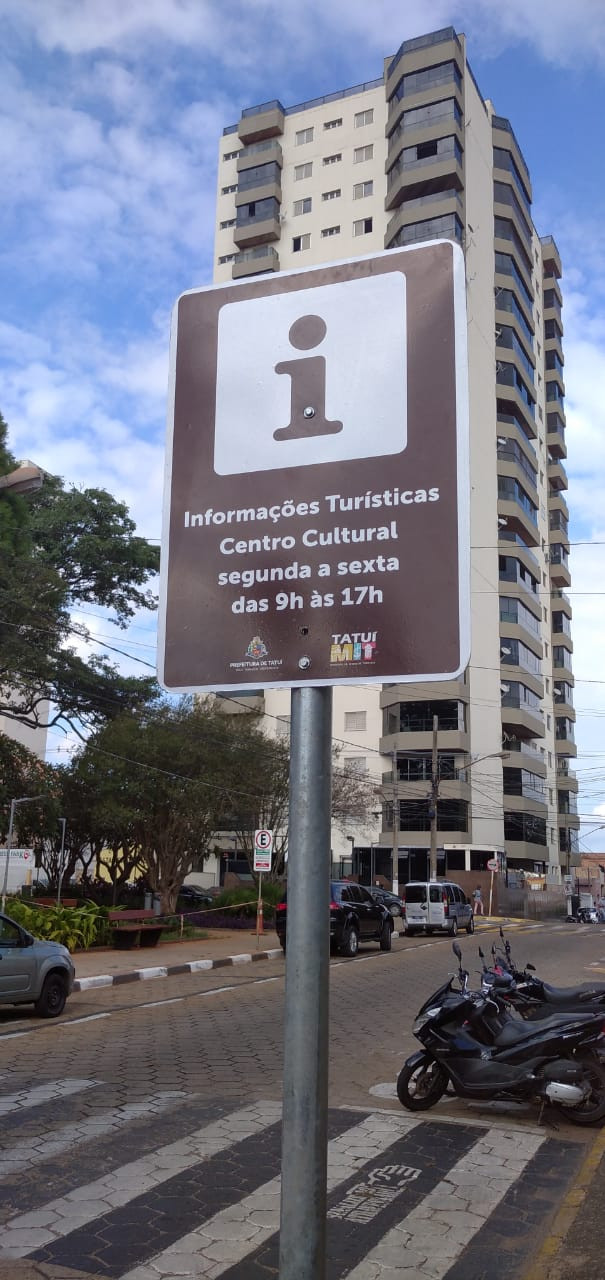 Informações Turísticas
Centro Cultural
segunda a sexta
das 9h às 17h
PREFEITURA DE TATUÍ
TATUÍ
MIT
E